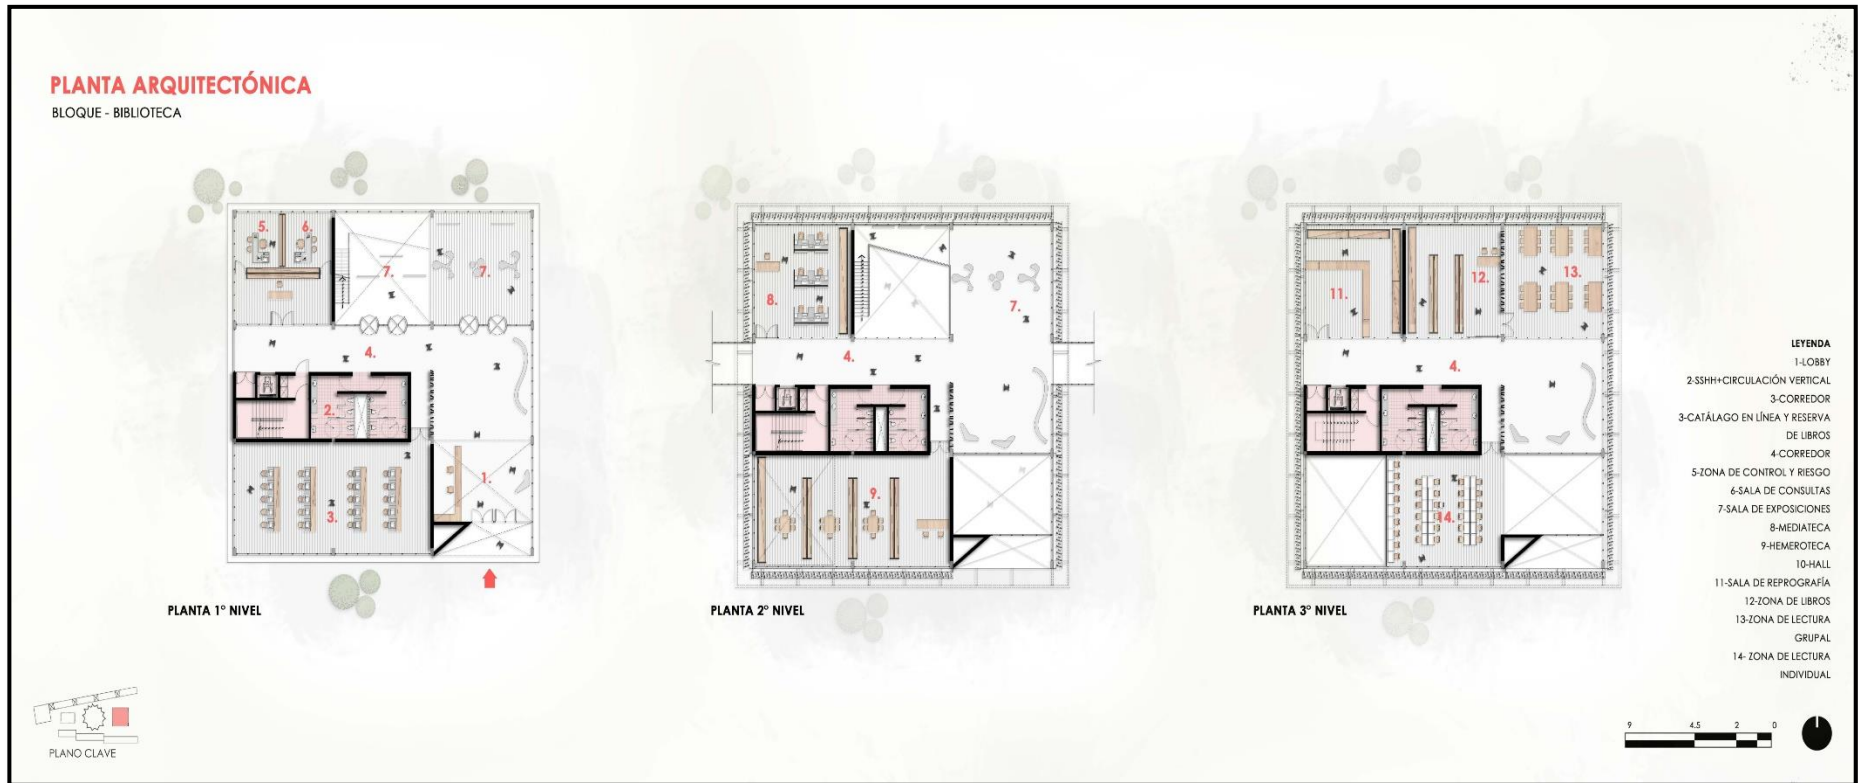 PLANTA ARQUITECTÓNICA
BLOQUE - BIBLIOTECA
5.
6.
7.
7.
4.
2.
1.
3.
PLANTA 1° NIVEL
8.
7.
4.
9.
PLANTA 2° NIVEL
11.
12.
13.
4.
14.
PLANTA 3° NIVEL
LEYENDA
1-LOBBY
2-SSHH+CIRCULACIÓN VERTICAL
3-CORREDOR
3-CATÁLAGO EN LÍNEA Y RESERVA
DE LIBROS
4-CORREDOR
5-ZONA DE CONTROL Y RIESGO
6-SALA DE CONSULTAS
7-SALA DE EXPOSICIONES
8-MEDIATECA
9-HEMEROTECA
10-HALL
11-SALA DE REPROGRAFÍA
12-ZONA DE LIBROS
13-ZONA DE LECTURA
GRUPAL
14- ZONA DE LECTURA
INDIVIDUAL
PLANO CLAVE
9 4.5 2 0